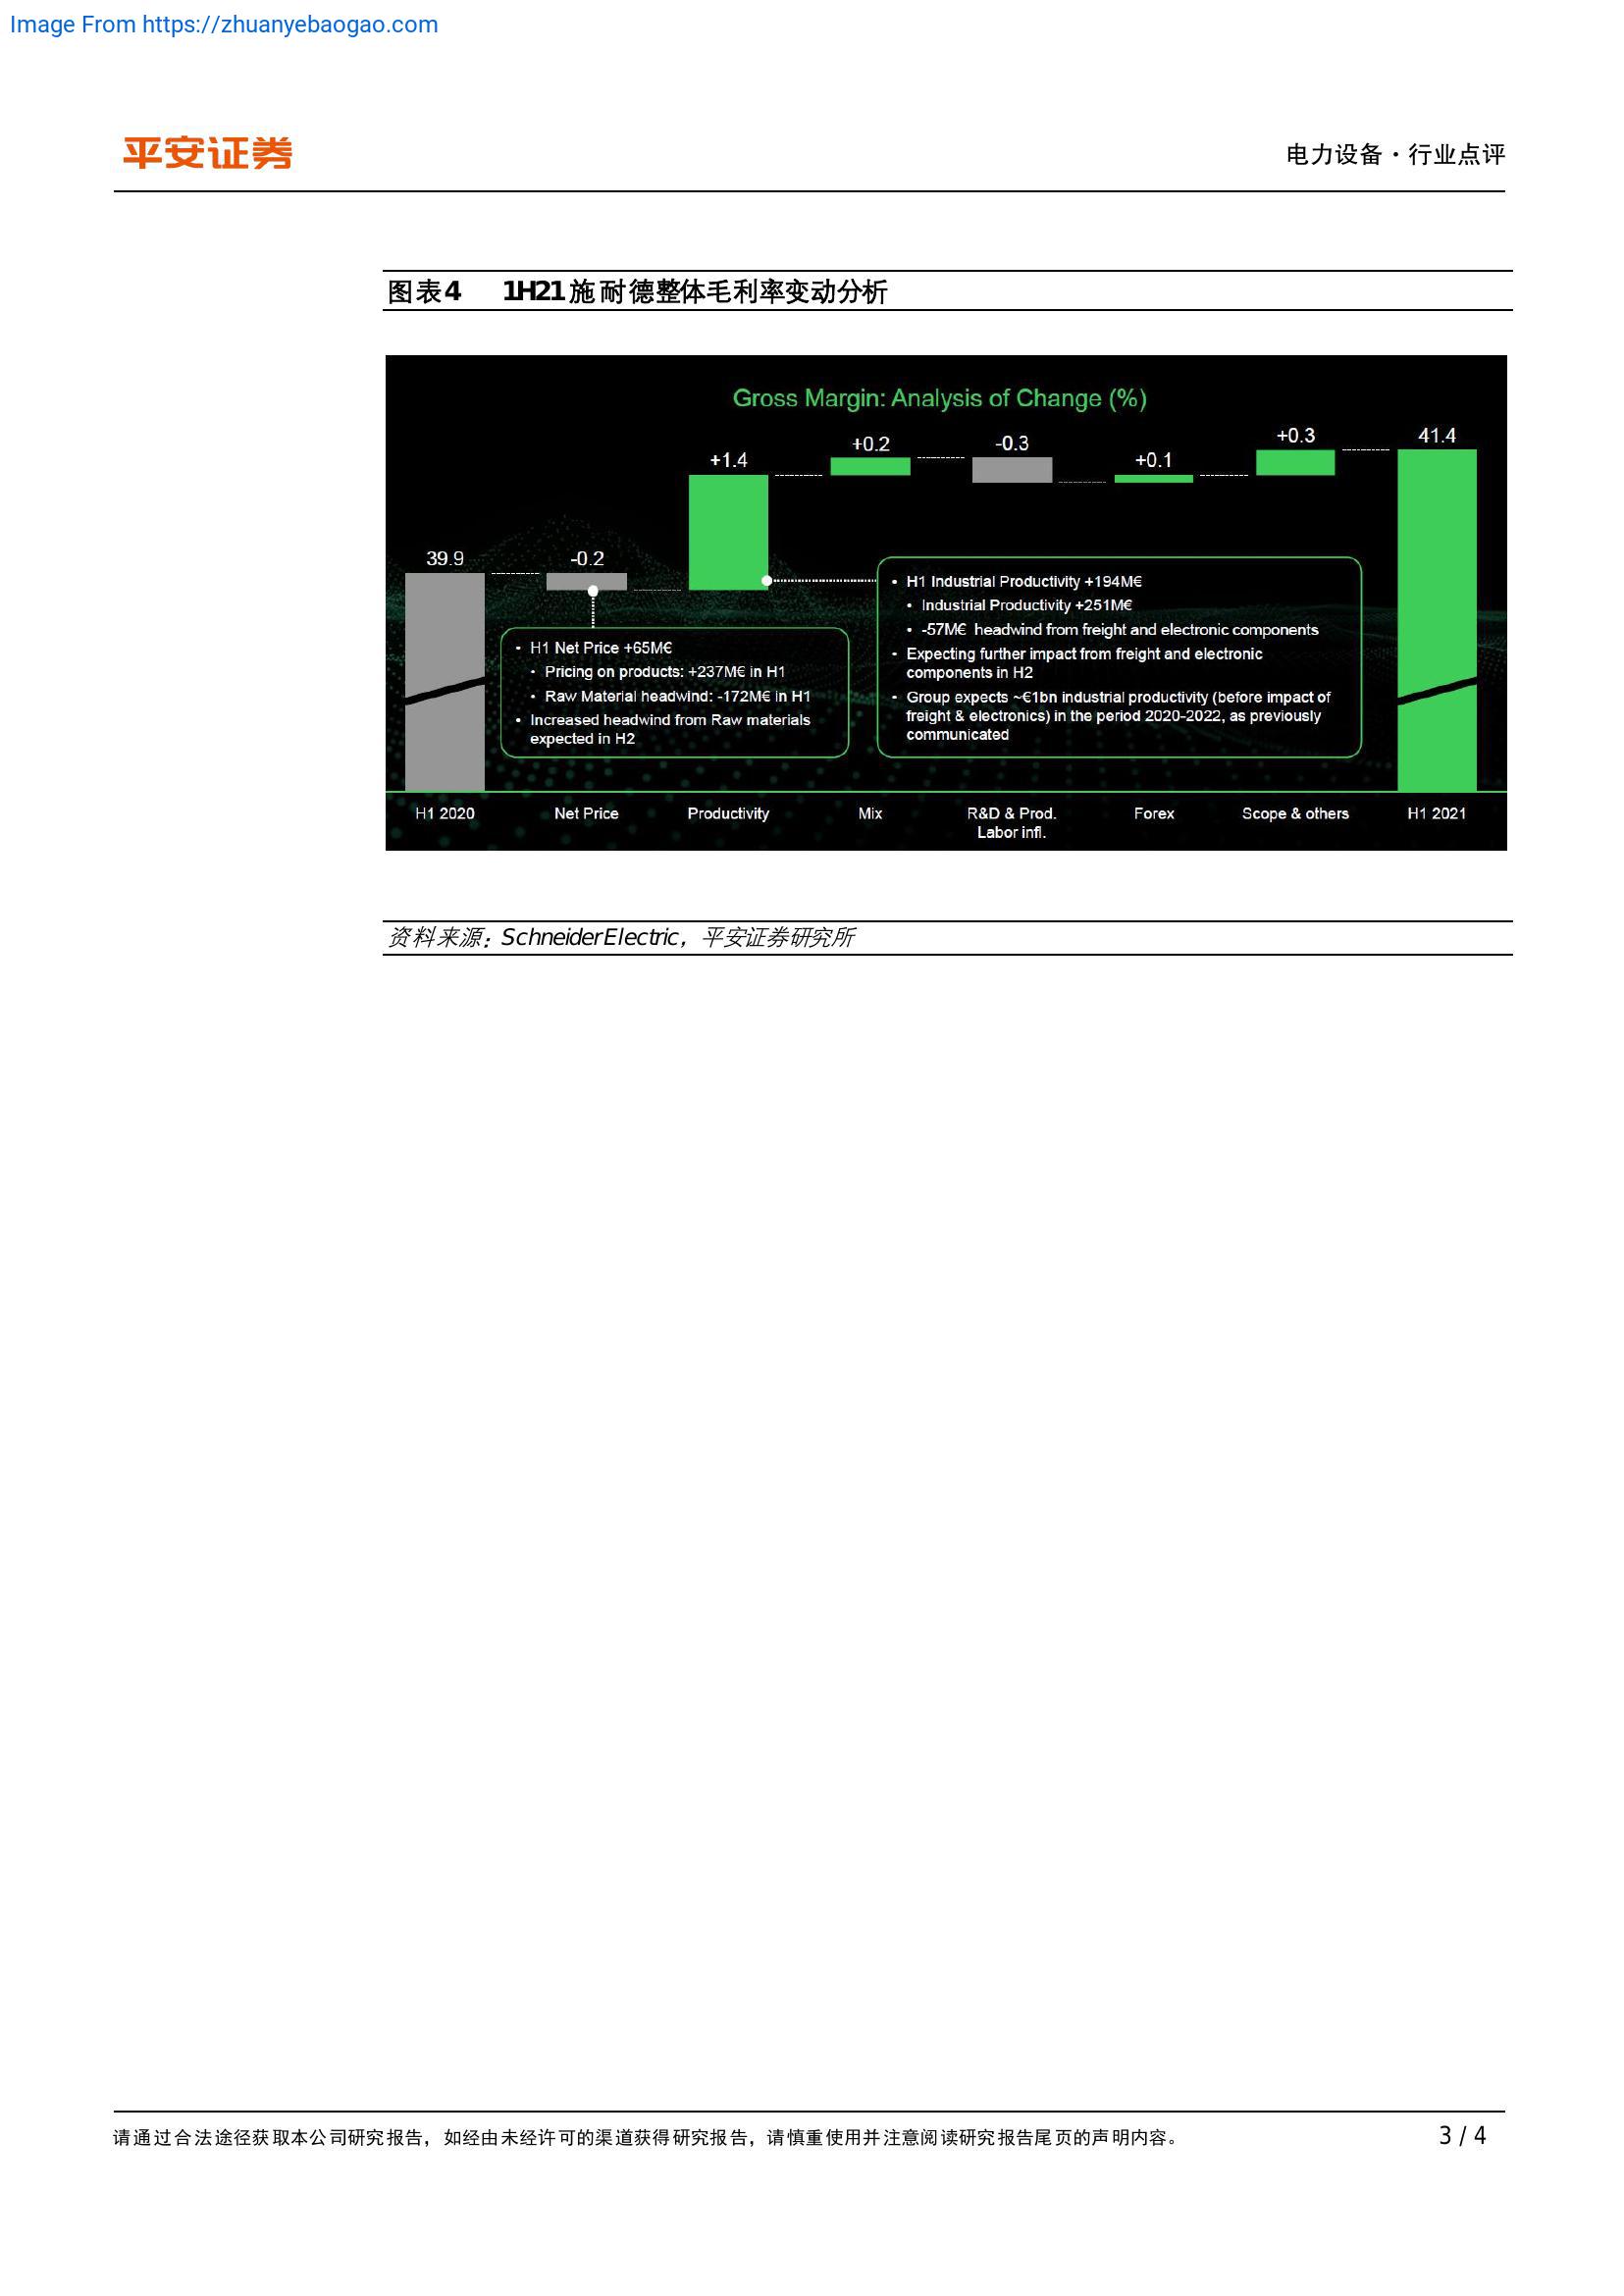 Image From https://zhuanyebaogao.com
平安证券
电力设备·行业点评
图表4 1H21施耐德整体毛利率变动分析
Gross Margin: Analysis of Change (%)
39.9
-0.2
+1.4
+0.2
-0.3
+0.1
+0.3
41.4
• H1 Net Price +65M€
• Pricing on products: +237M€ in H1
• Raw Material headwind: -172M€ in H1
• Increased headwind from Raw materials
expected in H2
• H1 Industrial Productivity +194M€
• Industrial Productivity +251M€
• -57M€ headwind from freight and electronic components
• Expecting further impact from freight and electronic
components in H2
• Group expects ~€1bn industrial productivity (before impact of
freight & electronics) in the period 2020-2022, as previously
communicated
H1 2020
Net Price
Productivity
Mix
R&D & Prod.
Labor infl.
Forex
Scope & others
H1 2021
资料来源：Schneider Electric，平安证券研究所
请通过合法途径获取本公司研究报告，如经由未经许可的渠道获得研究报告，请慎重使用并注意阅读研究报告尾页的声明内容。
3 / 4